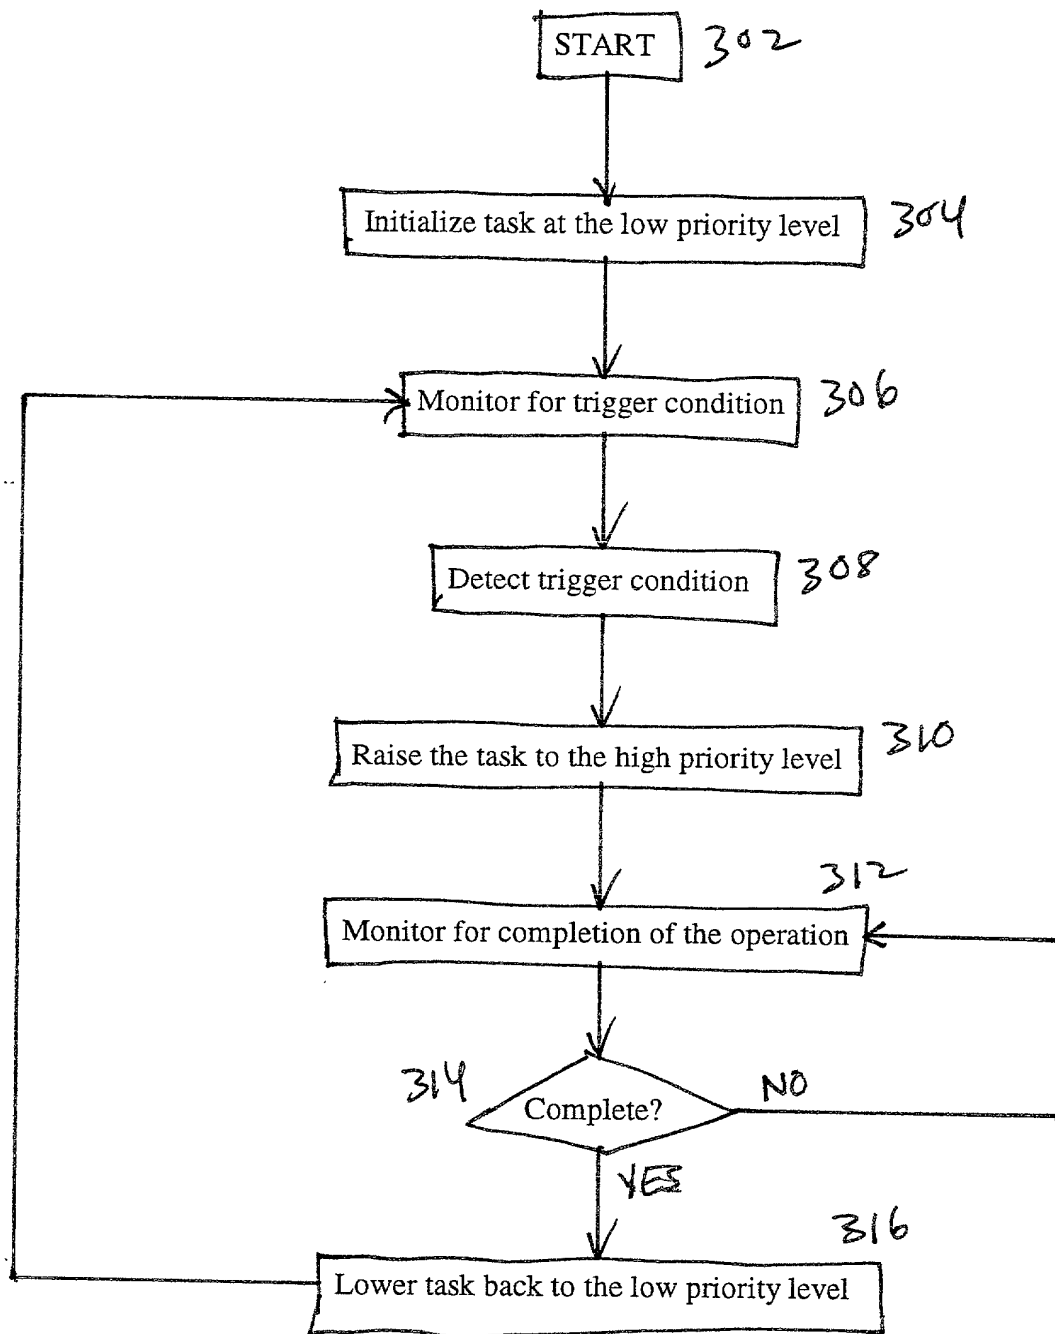 START 302
Initialize task at the low priority level 304
Monitor for trigger condition 306
Detect trigger condition 308
Raise the task to the high priority level 310
312
Monitor for completion of the operation
314 Complete? NO
YES
316
Lower task back to the low priority level